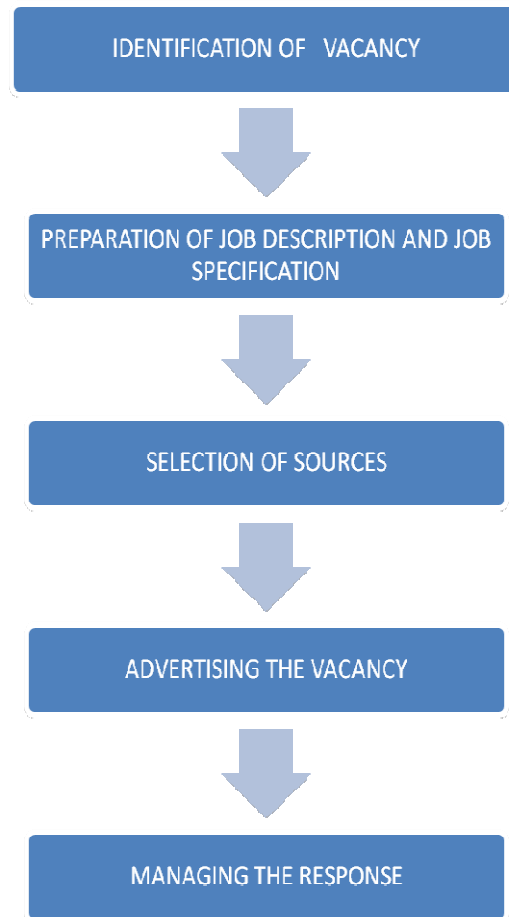 IDENTIFICATION OF VACANCY
PREPARATION OF JOB DESCRIPTION AND JOB
SPECIFICATION
SELECTION OF SOURCES
ADVERTISING THE VACANCY
MANAGING THE RESPONSE